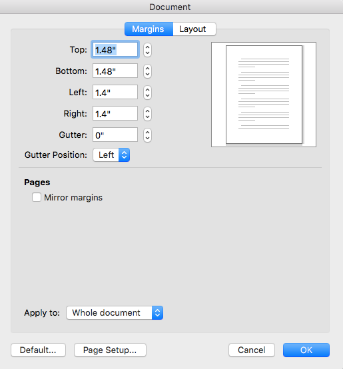 Document
Margins Layout
Top: 1.48"
Bottom: 1.48"
Left: 1.4"
Right: 1.4"
Gutter: 0"
Gutter Position: Left
Pages
Mirror margins
Apply to: Whole document
Default... Page Setup... Cancel OK